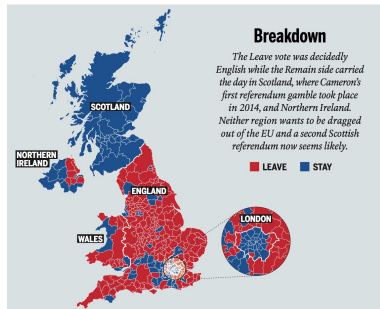 Breakdown
The Leave vote was decidedly
English while the Remain side carried
the day in Scotland, where Cameron's
first referendum gamble took place
in 2014, and Northern Ireland.
Neither region wants to be dragged
out of the EU and a second Scottish
referendum now seems likely.
LEAVE STAY
SCOTLAND
NORTHERN
IRELAND
ENGLAND
WALES
LONDON